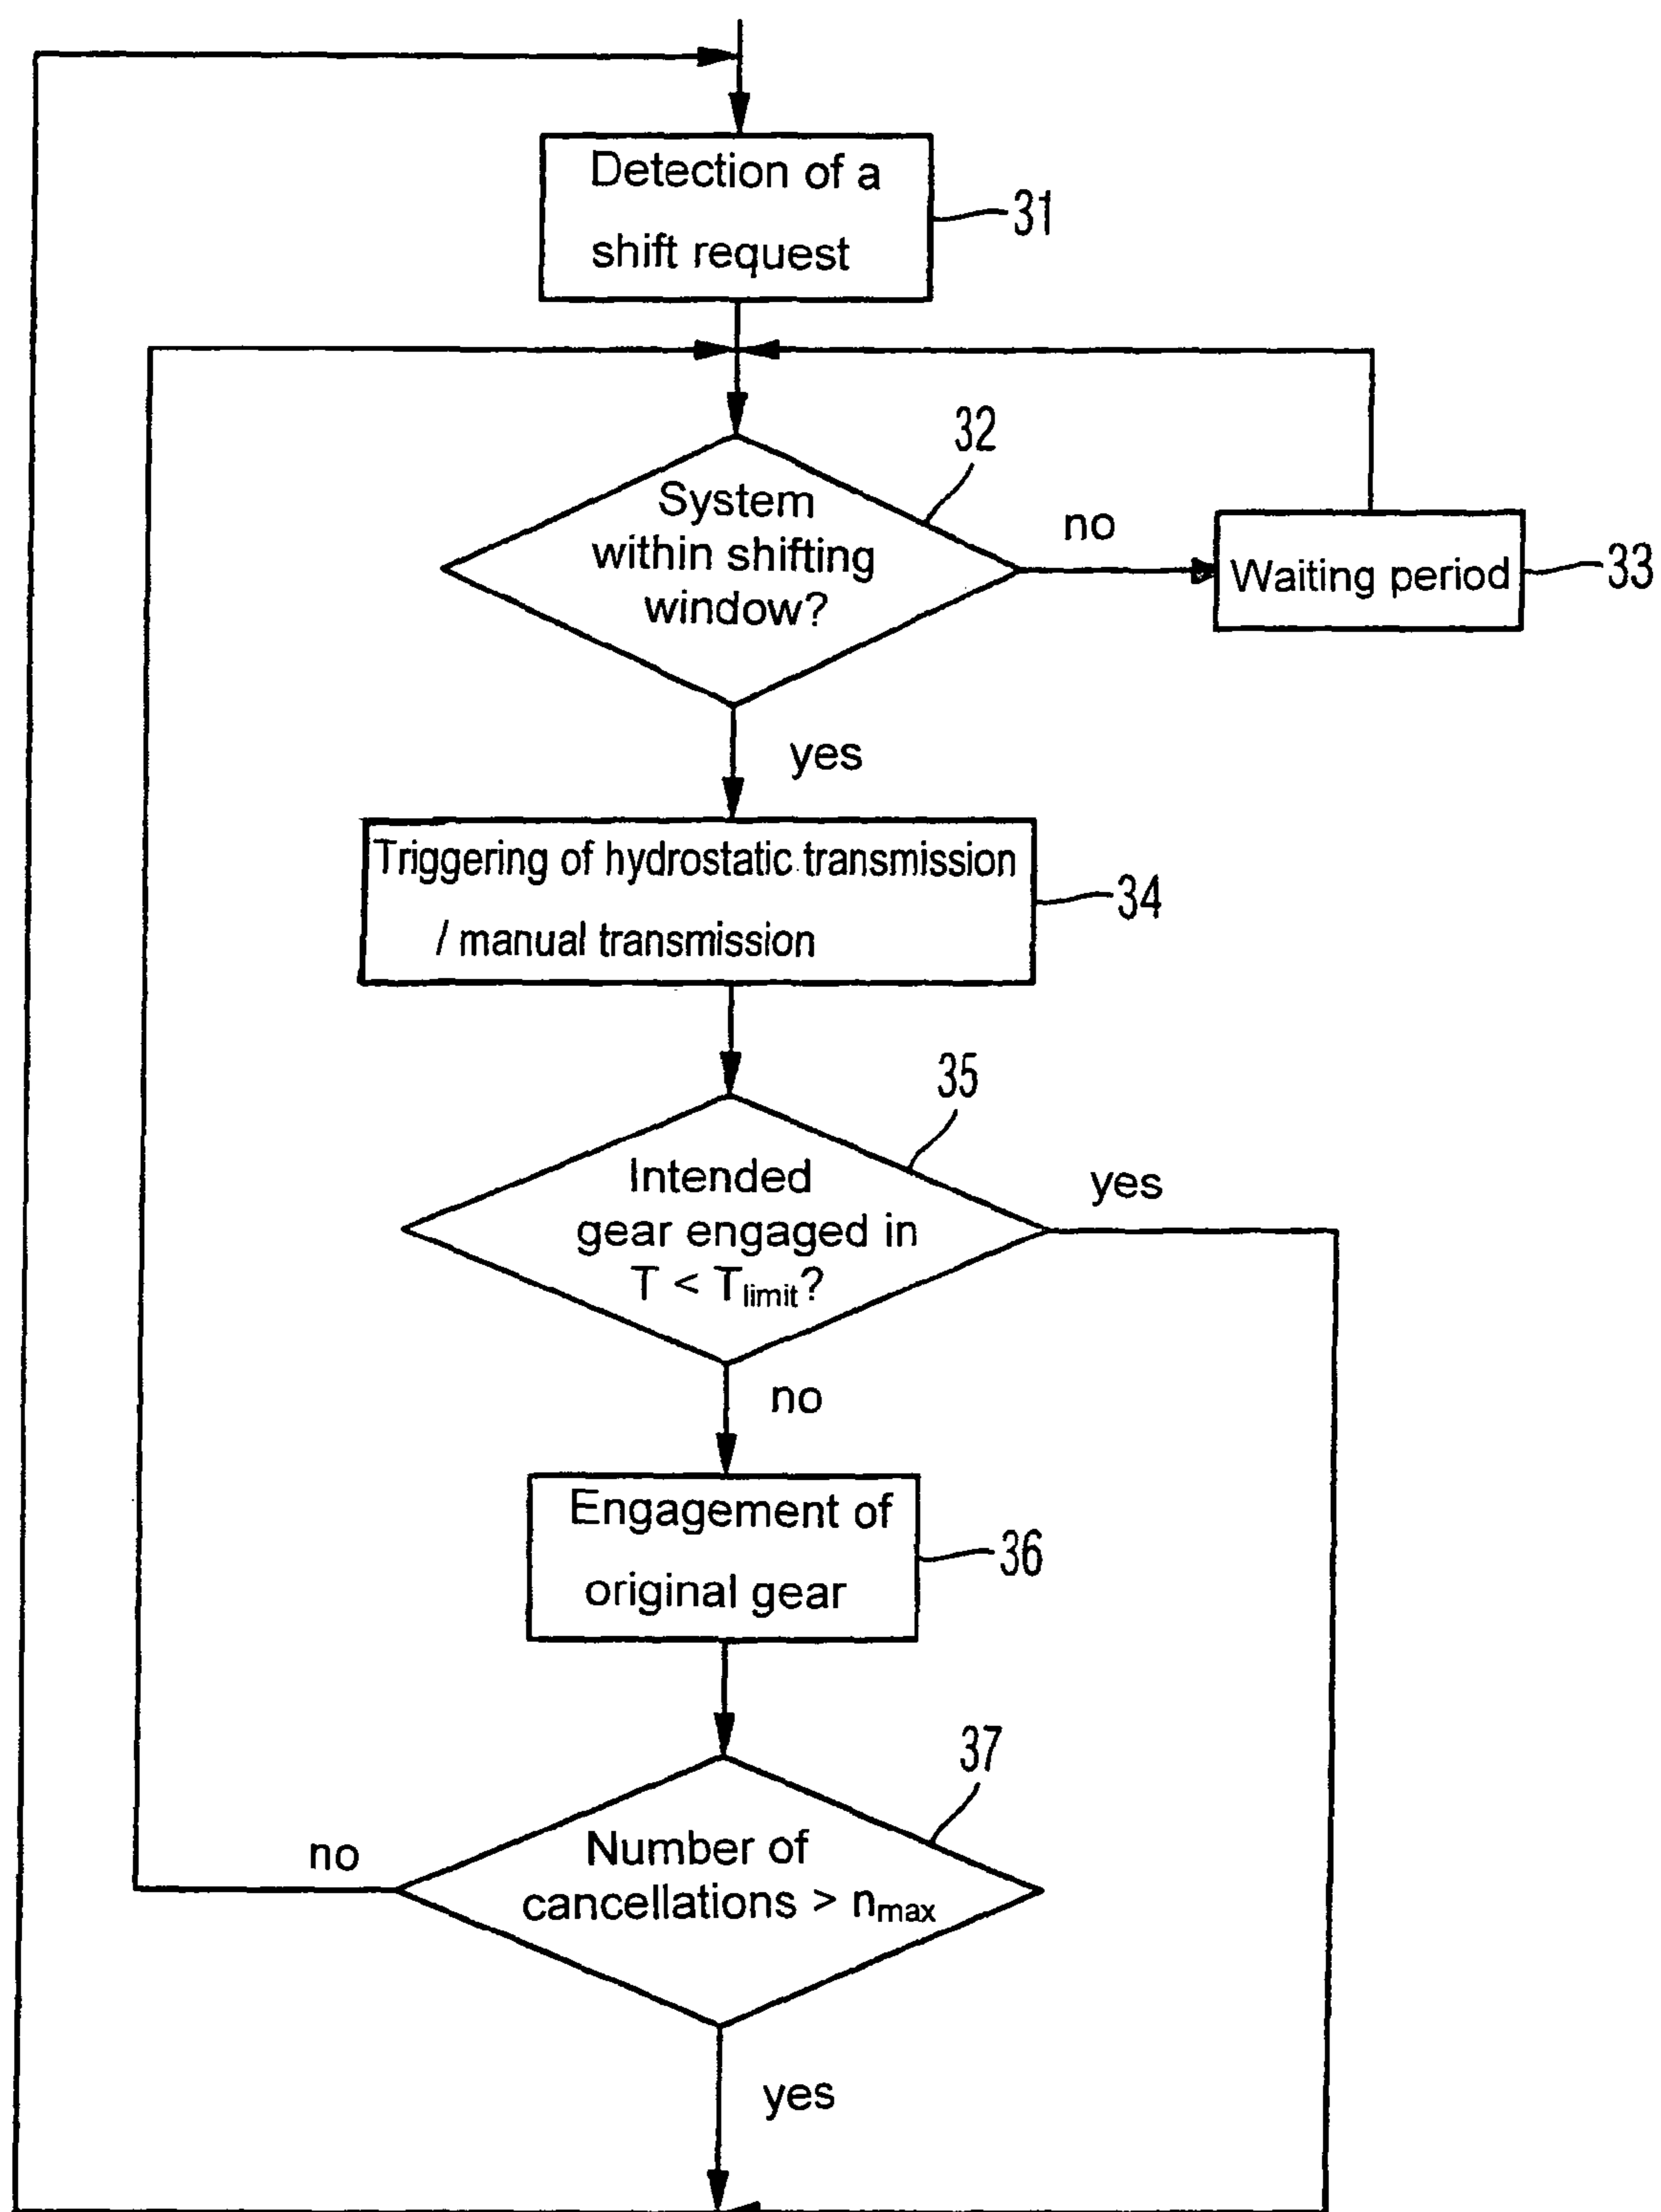 Detection of a
shift request
31
32
System
within shifting
window?
no
Waiting period
33
yes
Triggering of hydrostatic transmission
/ manual transmission
34
35
Intended
gear engaged in
T < Tlimit?
yes
no
Engagement of
original gear
36
37
Number of
cancellations > nmax
no
yes